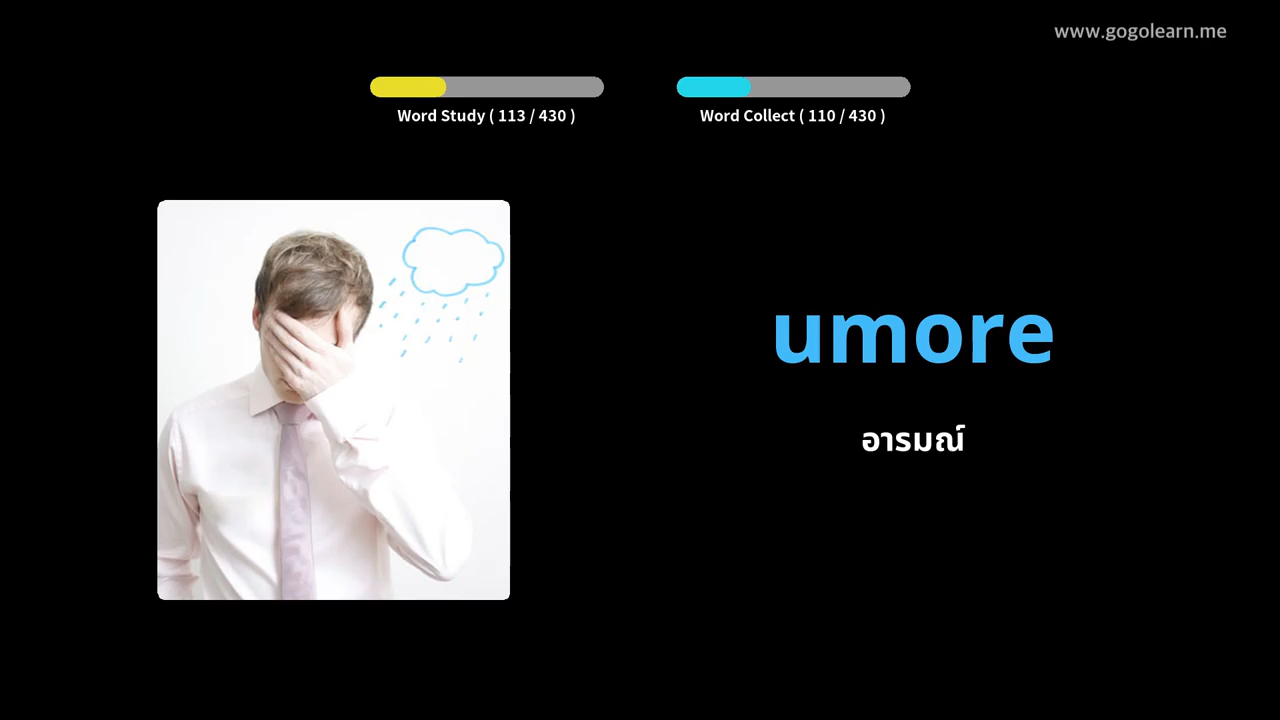 www.gogolearn.me
Word Study ( 113 / 430 )
Word Collect ( 110 / 430 )
umore
อารมณ์